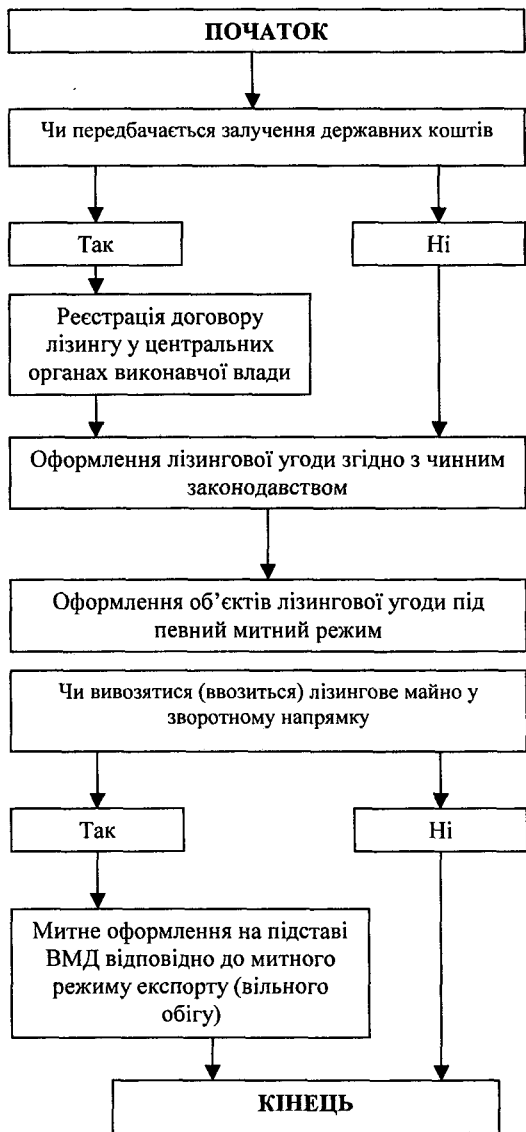 ПОЧАТОК
Чи передбачається залучення державних коштів
Так
Ні
Реєстрація договору
лізингу у центральних
органах виконавчої влади
Оформлення лізингової угоди згідно з чинним
законодавством
Оформлення об’єктів лізингової угоди під
певний митний режим
Чи вивозятися (ввозиться) лізингове майно у
зворотному напрямку
Так
Ні
Митне оформлення на підставі
ВМД відповідно до митного
режиму експорту (вільного
обігу)
КІНЕЦЬ